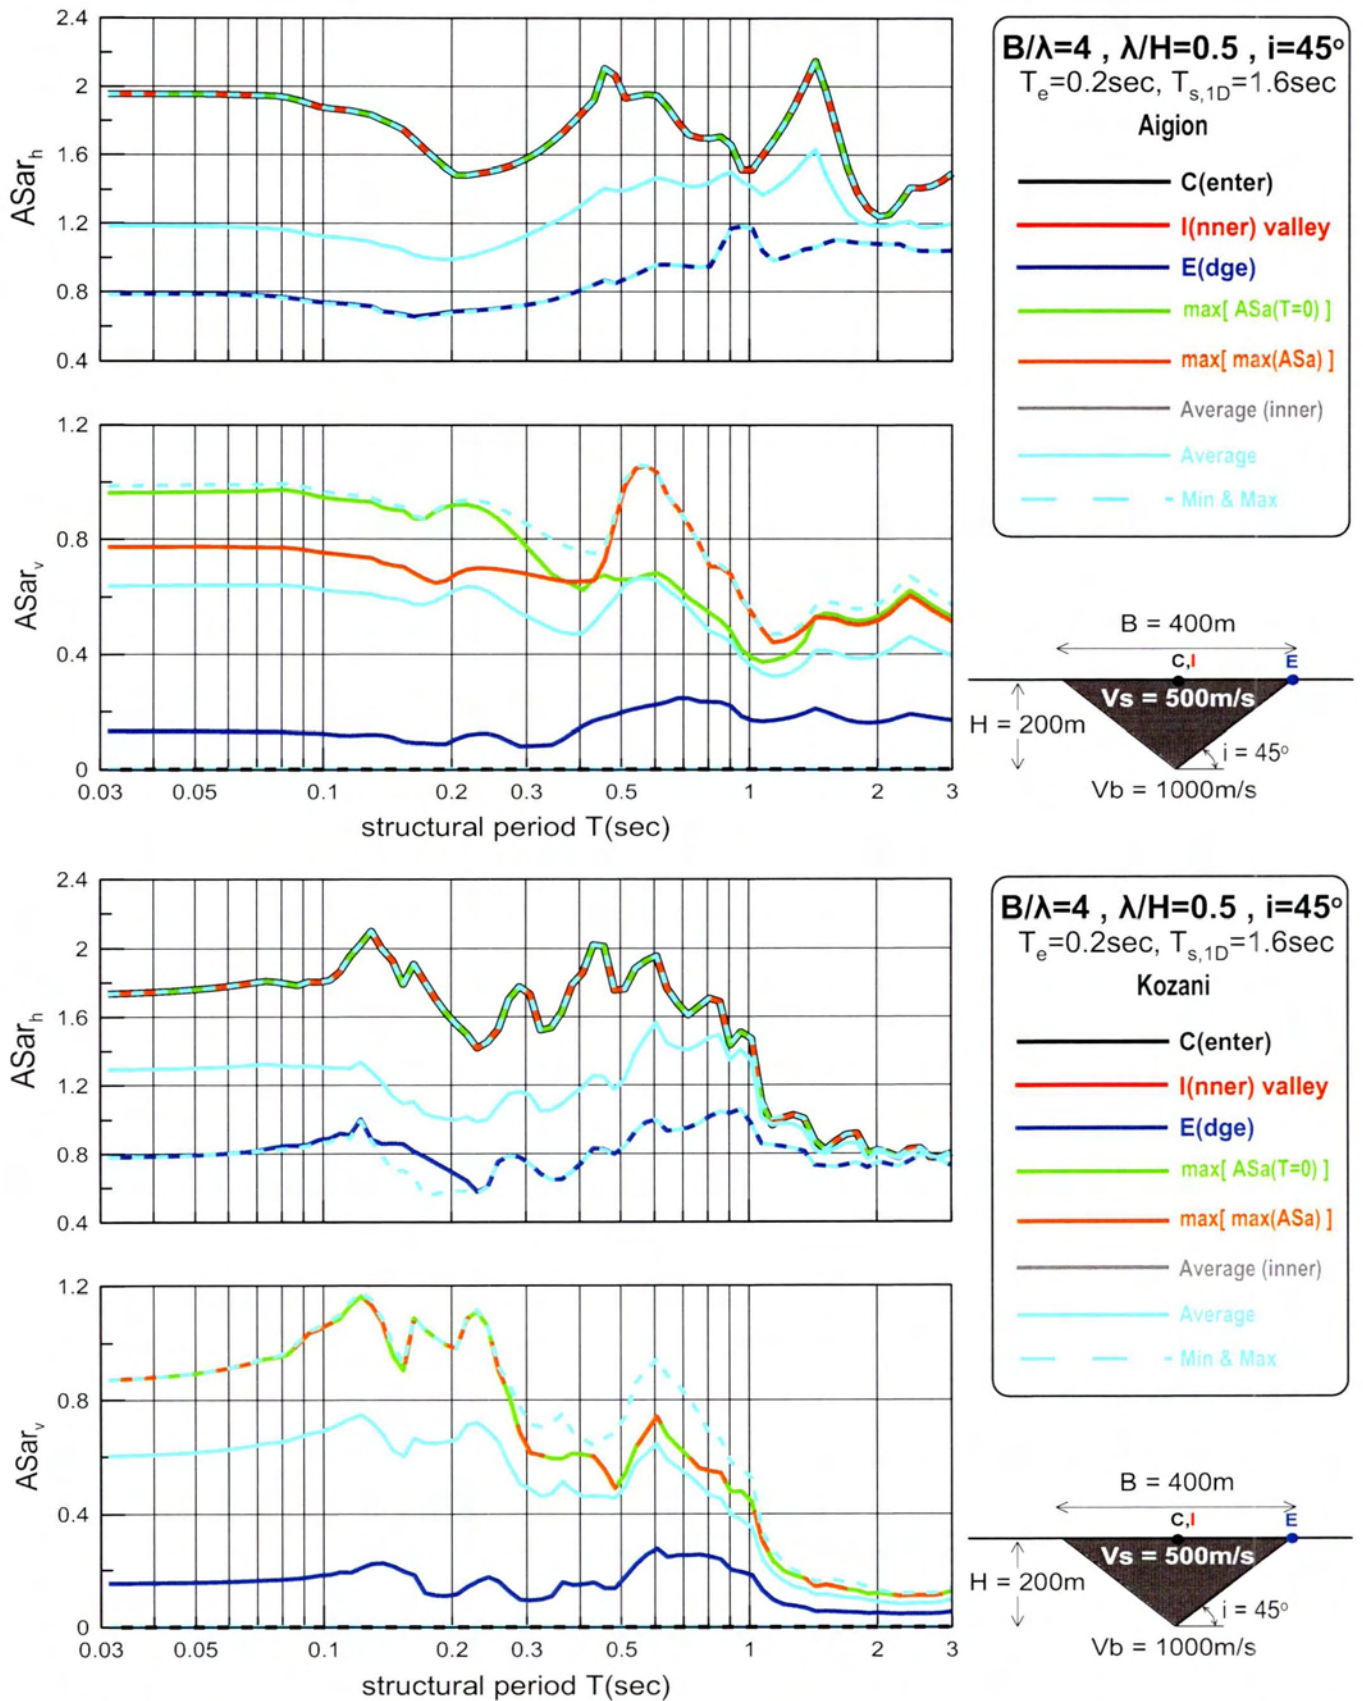 2.4
2
1.6
1.2
0.8
0.4
ASar_h
B/λ=4 , λ/H=0.5 , i=45°
T_e=0.2sec, T_s,1D=1.6sec
Aigion
C(enter)
I(nner) valley
E(dge)
max[ ASa(T=0) ]
max[ max(ASa) ]
Average (inner)
Average
Min & Max
1.2
0.8
0.4
0
ASar_v
0.03 0.05 0.1 0.2 0.3 0.5 1 2 3
structural period T(sec)
B = 400m
C,I E
Vs = 500m/s
H = 200m
i = 45°
Vb = 1000m/s
2.4
2
1.6
1.2
0.8
0.4
ASar_h
B/λ=4 , λ/H=0.5 , i=45°
T_e=0.2sec, T_s,1D=1.6sec
Kozani
C(enter)
I(nner) valley
E(dge)
max[ ASa(T=0) ]
max[ max(ASa) ]
Average (inner)
Average
Min & Max
1.2
0.8
0.4
0
ASar_v
0.03 0.05 0.1 0.2 0.3 0.5 1 2 3
structural period T(sec)
B = 400m
C,I E
Vs = 500m/s
H = 200m
i = 45°
Vb = 1000m/s